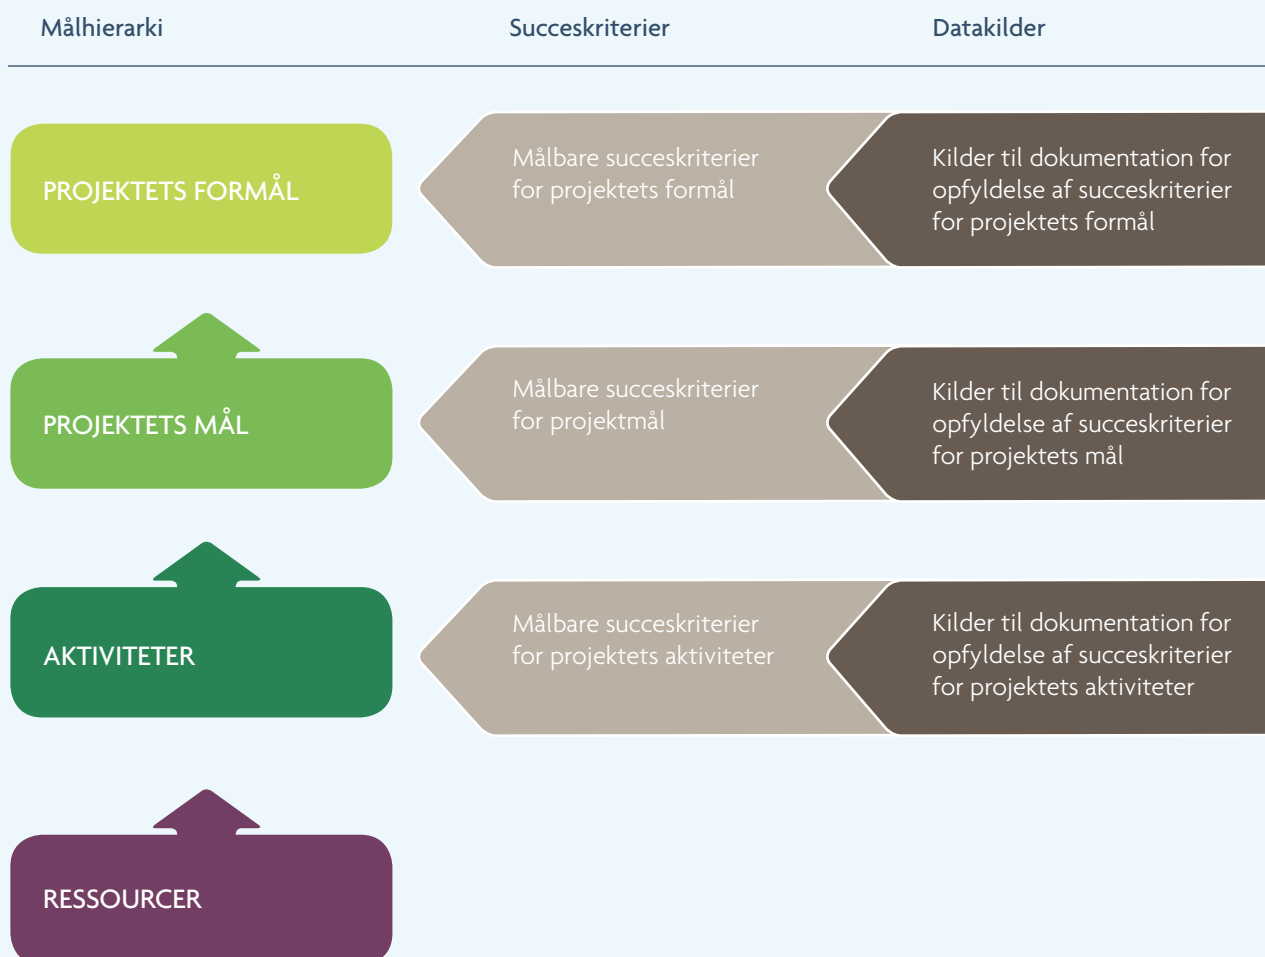 Målhierarki
Succeskriterier
Datakilder
PROJEKTETS FORMÅL
Målbare succeskriterier
for projektets formål
Kilder til dokumentation for
opfyldelse af succeskriterier
for projektets formål
PROJEKTETS MÅL
Målbare succeskriterier
for projektmål
Kilder til dokumentation for
opfyldelse af succeskriterier
for projektets mål
AKTIVITETER
Målbare succeskriterier
for projektets aktiviteter
Kilder til dokumentation for
opfyldelse af succeskriterier
for projektets aktiviteter
RESSOURCER